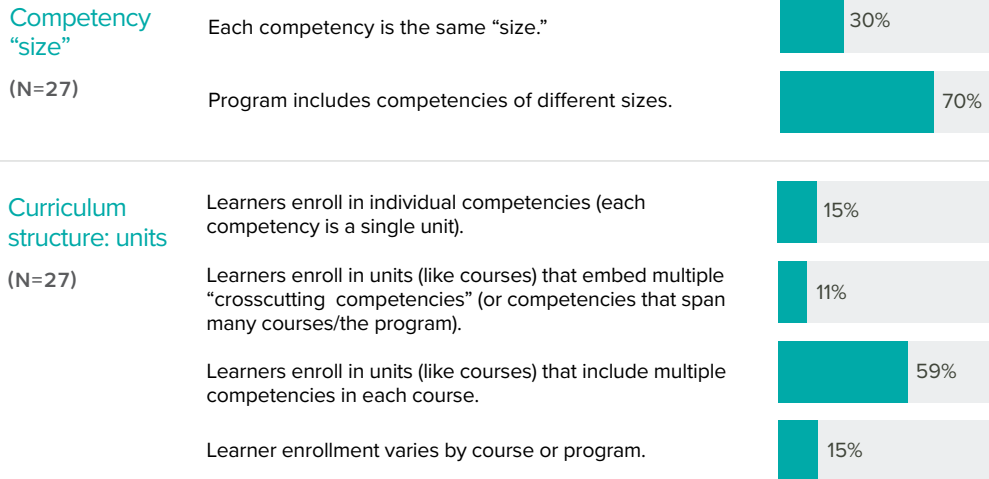 Competency
“size”
(N=27)
Each competency is the same “size.”
30%
Program includes competencies of different sizes.
70%
Curriculum
structure: units
(N=27)
Learners enroll in individual competencies (each
competency is a single unit).
15%
Learners enroll in units (like courses) that embed multiple
“crosscutting  competencies” (or competencies that span
many courses/the program).
11%
Learners enroll in units (like courses) that include multiple
competencies in each course.
59%
Learner enrollment varies by course or program.
15%